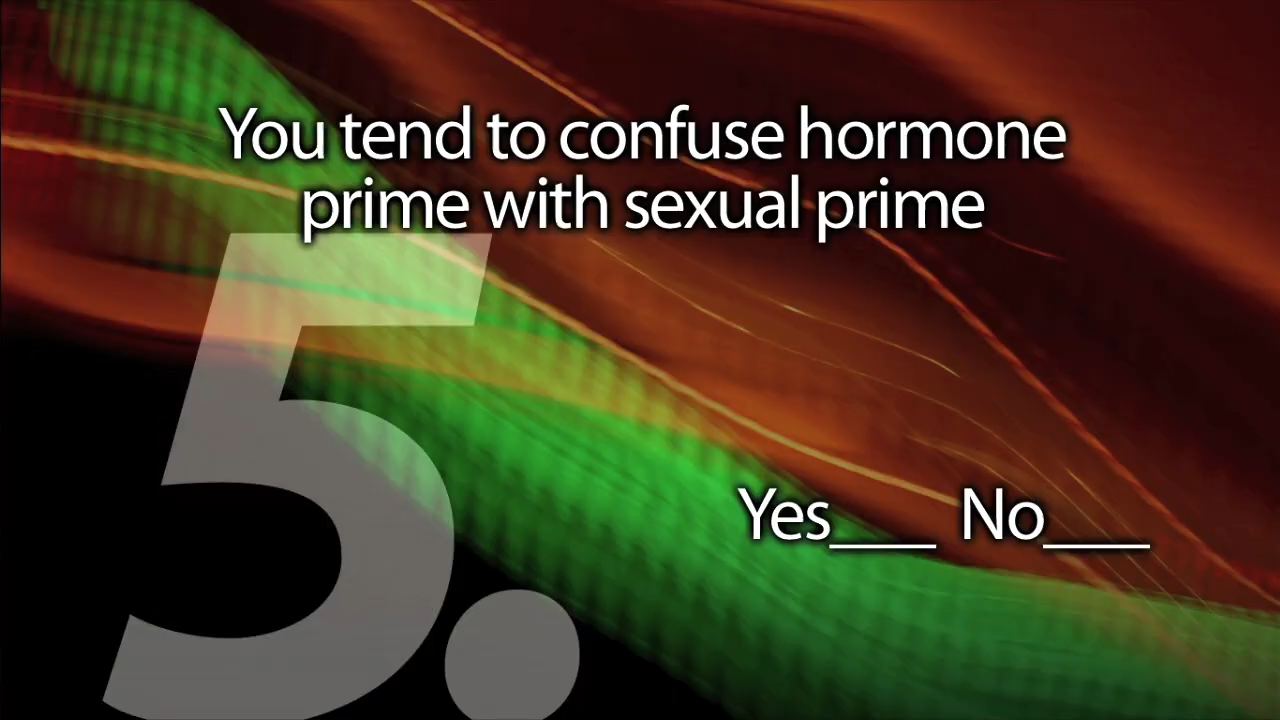 You tend to confuse hormone
prime with sexual prime
5.
Yes___ No___